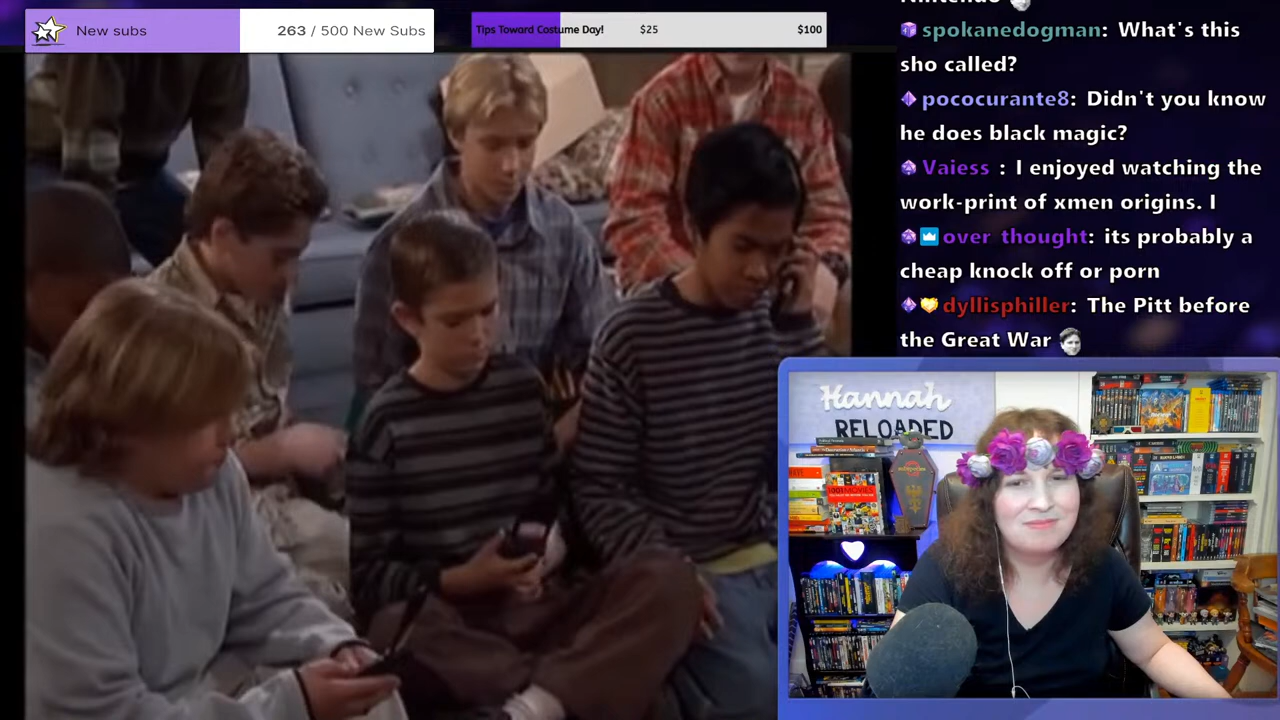 New subs
263 / 500 New Subs
Tips Toward Costume Day!
$25
$100
spokanedogman: What's this
sho called?
pococurante8: Didn't you know
he does black magic?
Vaiess : I enjoyed watching the
work-print of xmen origins. I
over thought: its probably a
cheap knock off or porn
dyllisphiller: The Pitt before
the Great War
Hannah
RELOADED